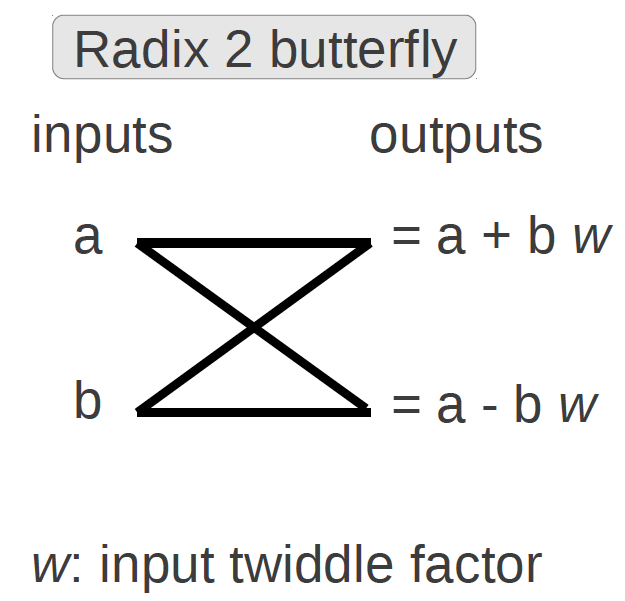 Radix 2 butterfly
inputs outputs
a = a + b w
b = a - b w
w: input twiddle factor